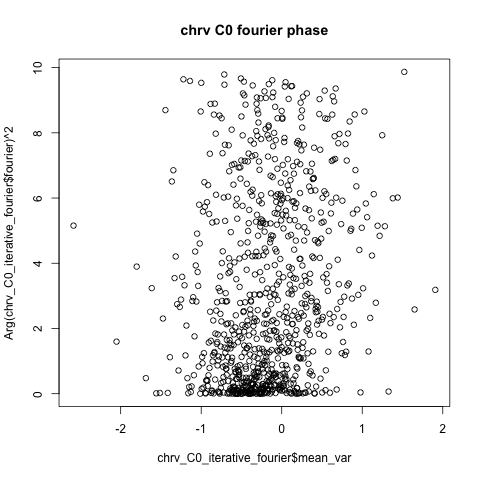 chrv C0 fourier phase
Arg(chrv_C0_iterative_fourier$fourier)^2
10
8
6
4
2
0
-2 -1 0 1 2
chrv_C0_iterative_fourier$mean_var